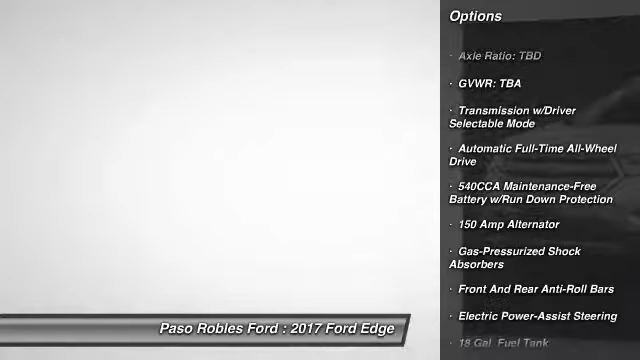 Options
· Axle Ratio: TBD
· GVWR: TBA
· Transmission w/Driver
Selectable Mode
· Automatic Full-Time All-Wheel
Drive
· 540CCA Maintenance-Free
Battery w/Run Down Protection
· 150 Amp Alternator
· Gas-Pressurized Shock
Absorbers
· Front And Rear Anti-Roll Bars
· Electric Power-Assist Steering
· 18 Gal. Fuel Tank
Paso Robles Ford : 2017 Ford Edge